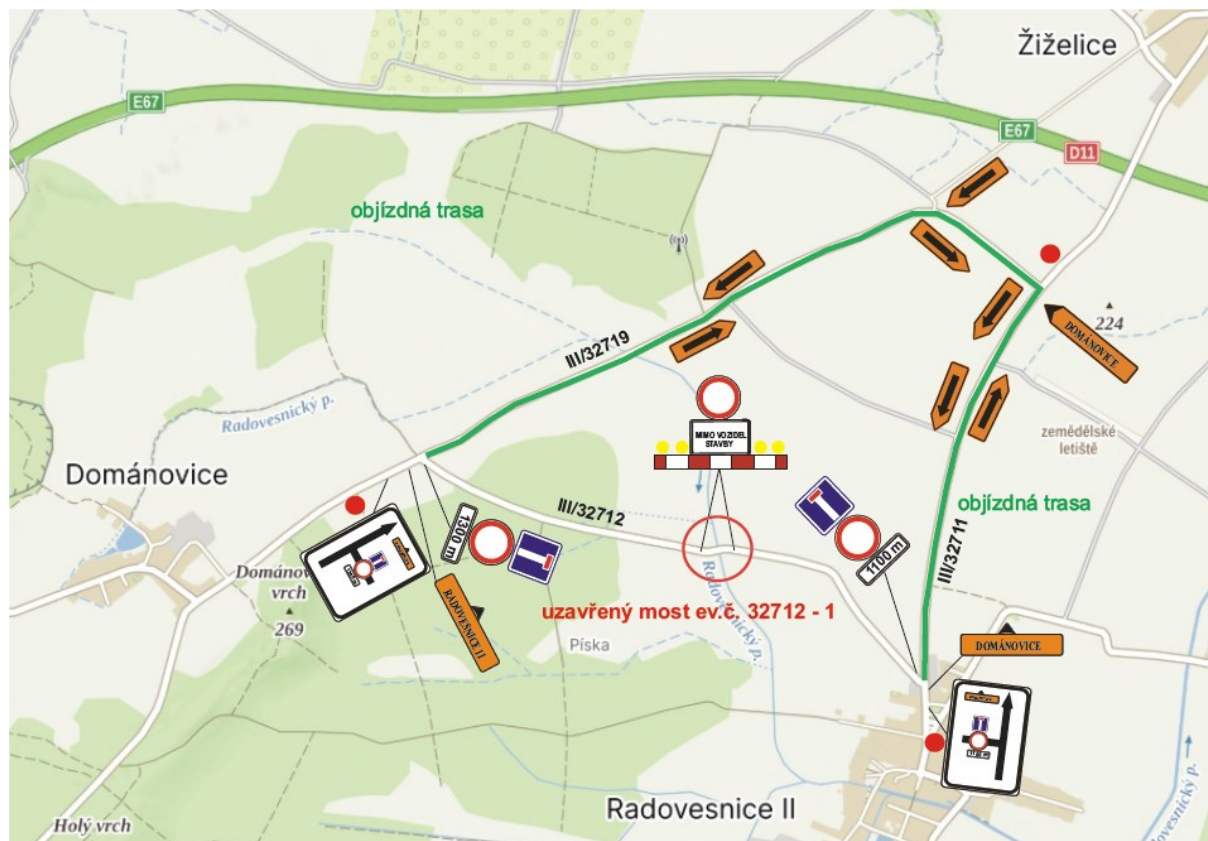 Žiželice
E67
E67
D11
objízdná trasa
III/32719
DOMÁNOVICE
224
Radovesnický p.
MIMO VOZIDEL
STAVBY
zemědělské
letiště
Dománovice
objízdná trasa
III/32712
1300 m
1100 m
III/32711
Radovesnický p.
Dománov
vrch
269
RADOVESNICE II
uzavřený most ev.č. 32712 - 1
Píska
DOMÁNOVICE
Radovesnice II
Holý vrch
dovesnický p.